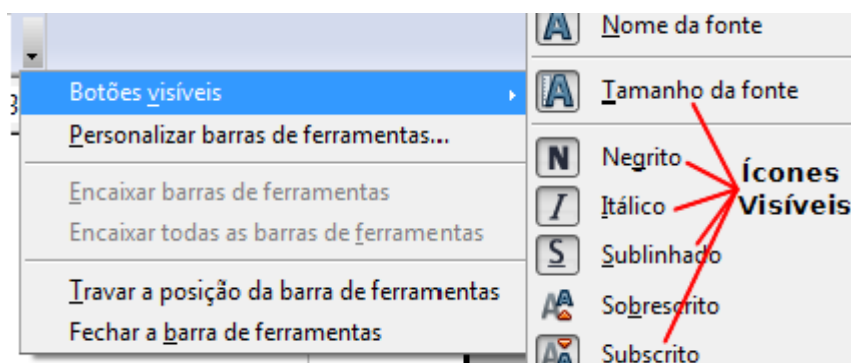 3
Botões visíveis
Personalizar barras de ferramentas...
Encaixar barras de ferramentas
Encaixar todas as barras de ferramentas
Travar a posição da barra de ferramentas
Fechar a barra de ferramentas
Nome da fonte
Tamanho da fonte
Negrito
Itálico
Sublinhado
Sobrescrito
Subscrito
Ícones
Visíveis